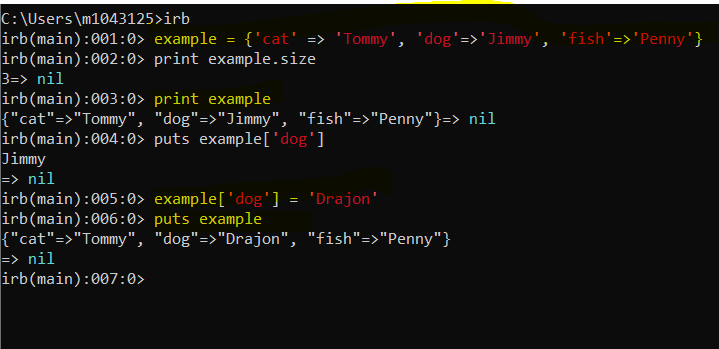 C:\Users\m1043125>irb
irb(main):001:0> example = {'cat' => 'Tommy', 'dog'=>'Jimmy', 'fish'=>'Penny'}
irb(main):002:0> print example.size
3=> nil
irb(main):003:0> print example
{"cat"=>"Tommy", "dog"=>"Jimmy", "fish"=>"Penny"}=> nil
irb(main):004:0> puts example['dog']
Jimmy
=> nil
irb(main):005:0> example['dog'] = 'Drajon'
irb(main):006:0> puts example
{"cat"=>"Tommy", "dog"=>"Drajon", "fish"=>"Penny"}
=> nil
irb(main):007:0>